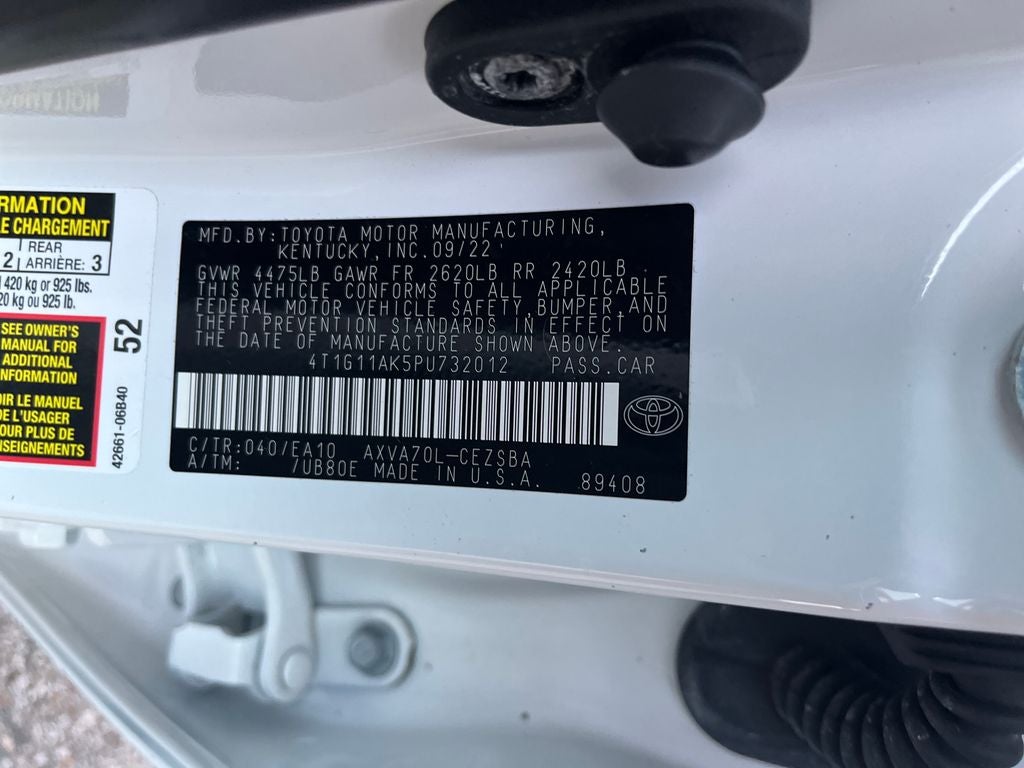 RMATION
LE CHARGEMENT
2 REAR
ARRIÈRE: 3
420 kg or 925 lbs.
20 kg ou 925 lb.
SEE OWNER'S
MANUAL FOR
ADDITIONAL
NFORMATION
OIR LE MANUEL
DE L'USAGER
POUR PLUS DE
NSEIGNEMENTS
52
42661-06B40
MFD.BY:TOYOTA MOTOR MANUFACTURING,
KENTUCKY,INC.09/22
GVWR 4475LB GAWR FR 2620LB RR 2420LB
THIS VEHICLE CONFORMS TO ALL APPLICABLE
FEDERAL MOTOR VEHICLE SAFETY,BUMPER,AND
THEFT PREVENTION STANDARDS IN EFFECT ON
THE DATE OF MANUFACTURE SHOWN ABOVE.
4T1G11AK5PU732012 PASS.CAR
C/TR:040/EA10 AXVA70L-CEZSBA
A/TM: /UB80E MADE IN U.S.A.
89408